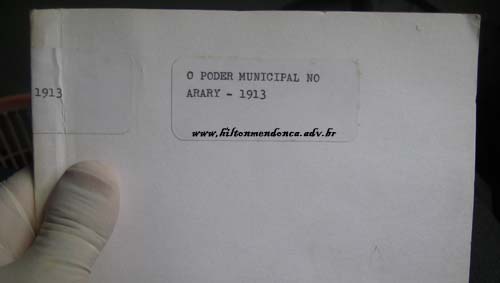 1913
O PODER MUNICIPAL NO
ARARY - 1913
www.hiltonmendonca.adv.br